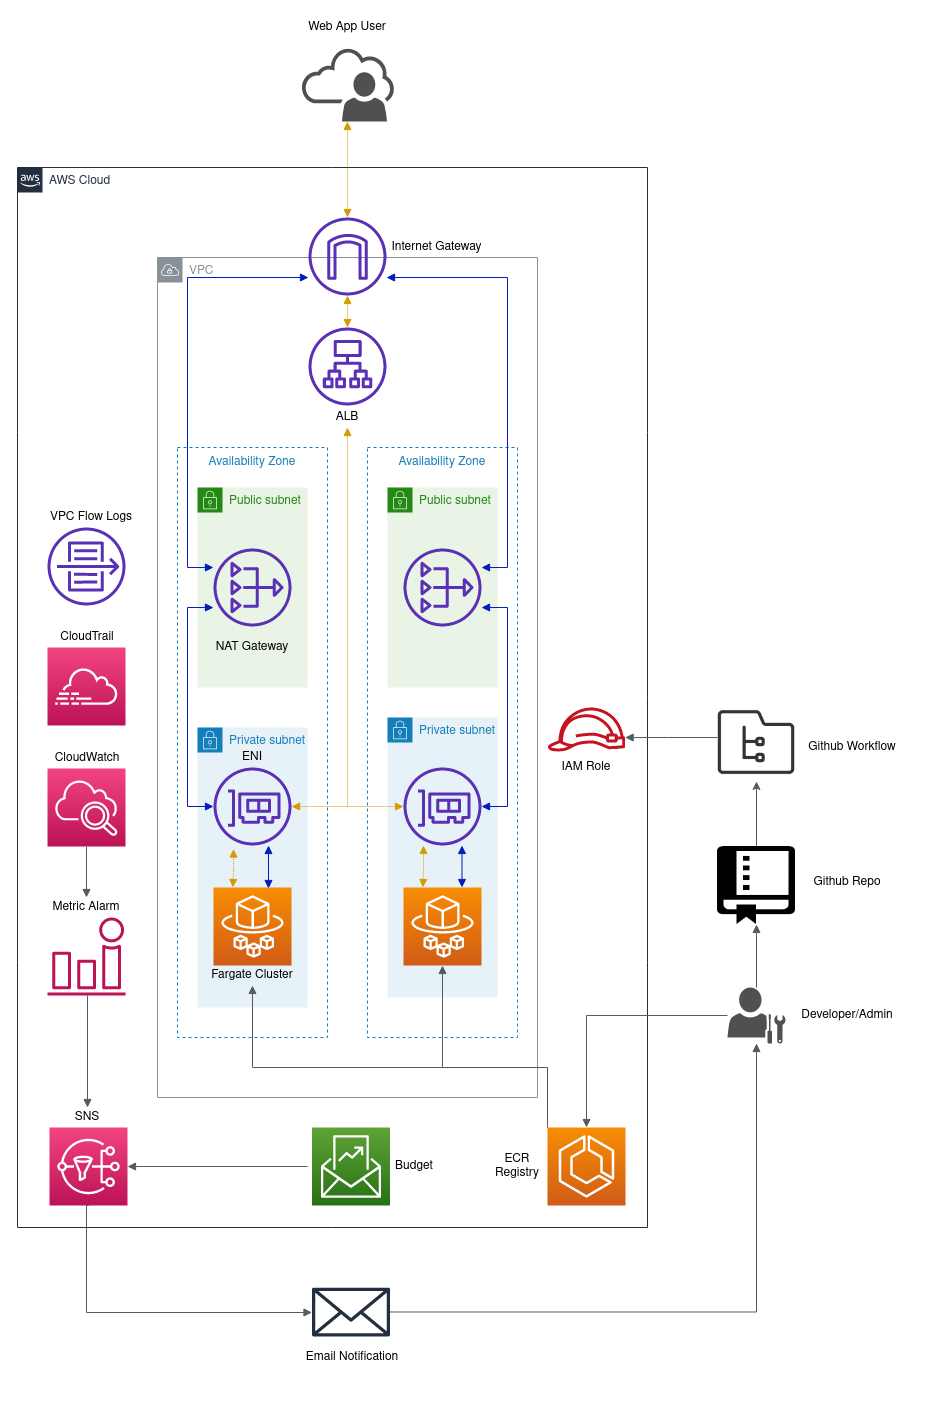 Web App User
aws
AWS Cloud
Internet Gateway
VPC
ALB
Availability Zone
Availability Zone
Public subnet
Public subnet
VPC Flow Logs
CloudTrail
NAT Gateway
Private subnet
Private subnet
ENI
CloudWatch
IAM Role
Github Workflow
Github Repo
Metric Alarm
Fargate Cluster
Developer/Admin
SNS
Budget
ECR
Registry
Email Notification